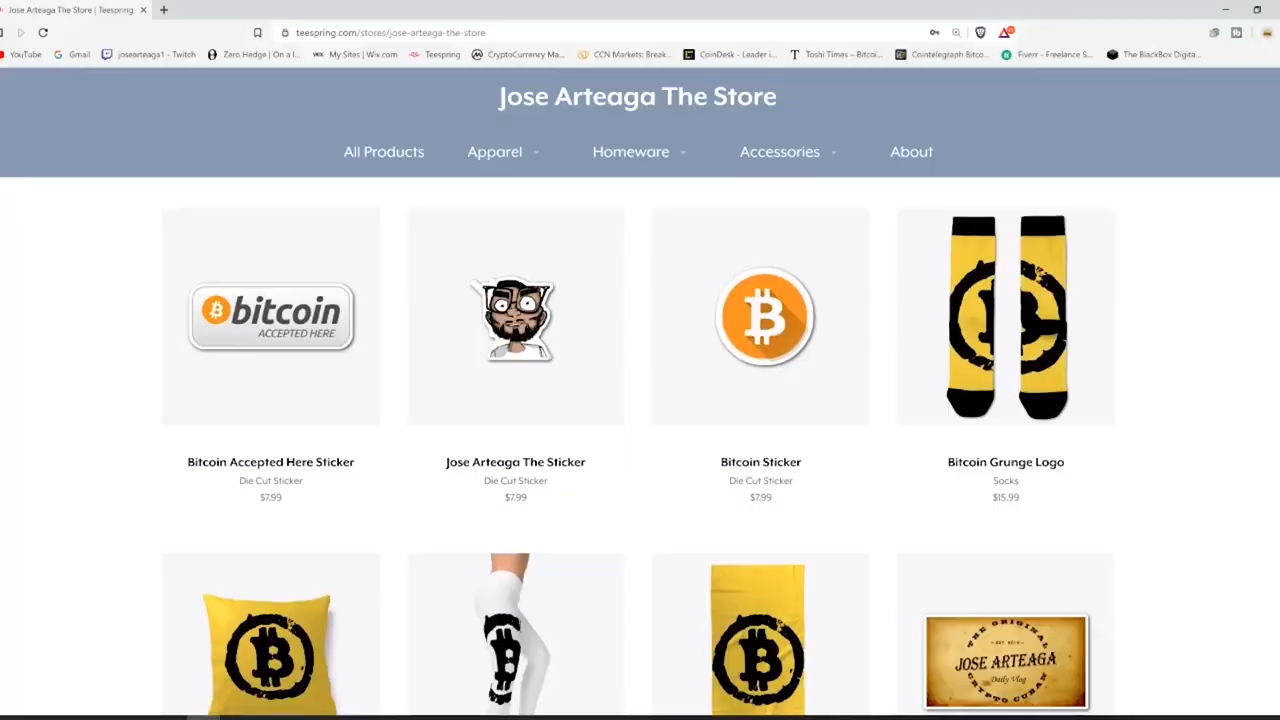 Jose Arteaga The Store | Teespring
teespring.com/stores/jose-arteaga-the-store
YouTube
Gmail
josearteaga1 - Twitch
Zero Hedge | On a l...
My Sites | Wix.com
Teespring
CryptoCurrency Ma...
CCN Markets: Break...
CoinDesk - Leader i...
Toshi Times – Bitcoi...
Cointelegraph Bitco...
Fiverr - Freelance S...
The BlackBox Digita...
Jose Arteaga The Store
All Products
Apparel
Homeware
Accessories
About
bitcoin
ACCEPTED HERE
Bitcoin Accepted Here Sticker
Die Cut Sticker
$7.99
Jose Arteaga The Sticker
Die Cut Sticker
$7.99
Bitcoin Sticker
Die Cut Sticker
$7.99
Bitcoin Grunge Logo
Socks
$15.99
THE ORIGINAL
JOSE ARTEAGA
Daily Vlog
CRYPTO CUBAN